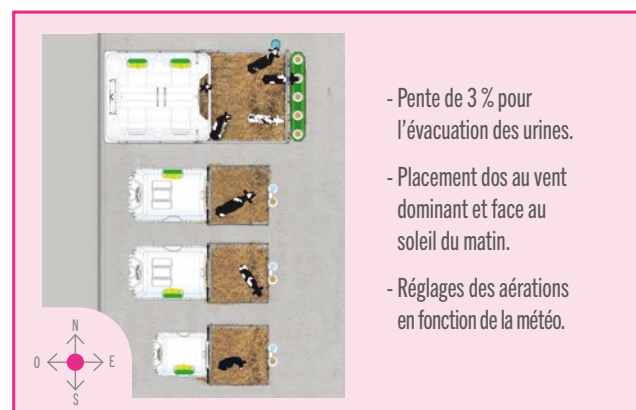 - Pente de 3 % pour
l'évacuation des urines.
- Placement dos au vent
dominant et face au
soleil du matin.
- Réglages des aérations
en fonction de la météo.
N
O E
S